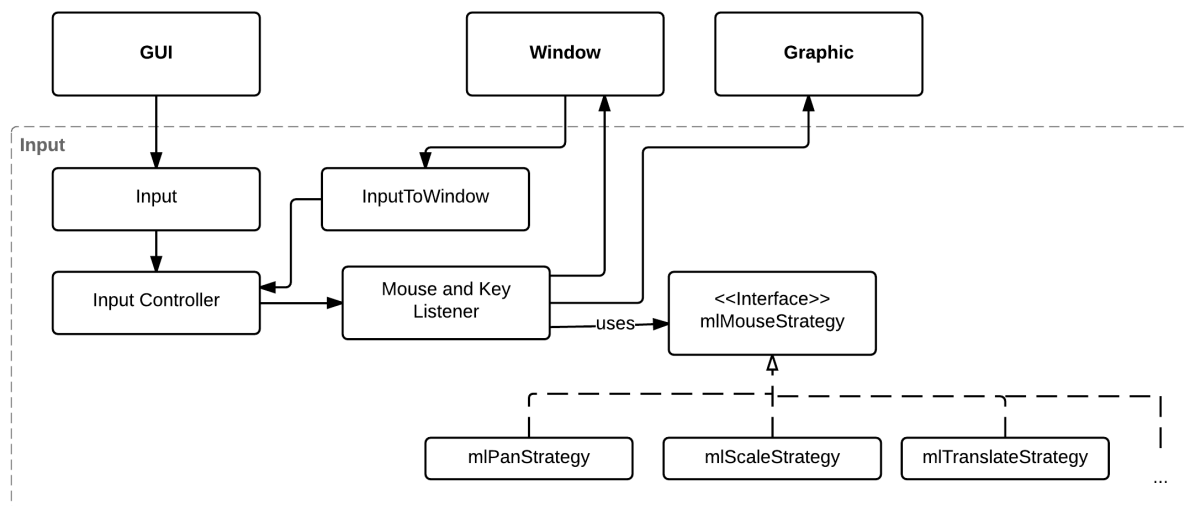 GUI
Window
Graphic
Input
Input
InputToWindow
Input Controller
Mouse and Key
Listener
uses
<<Interface>>
mlMouseStrategy
mlPanStrategy
mlScaleStrategy
mlTranslateStrategy
...